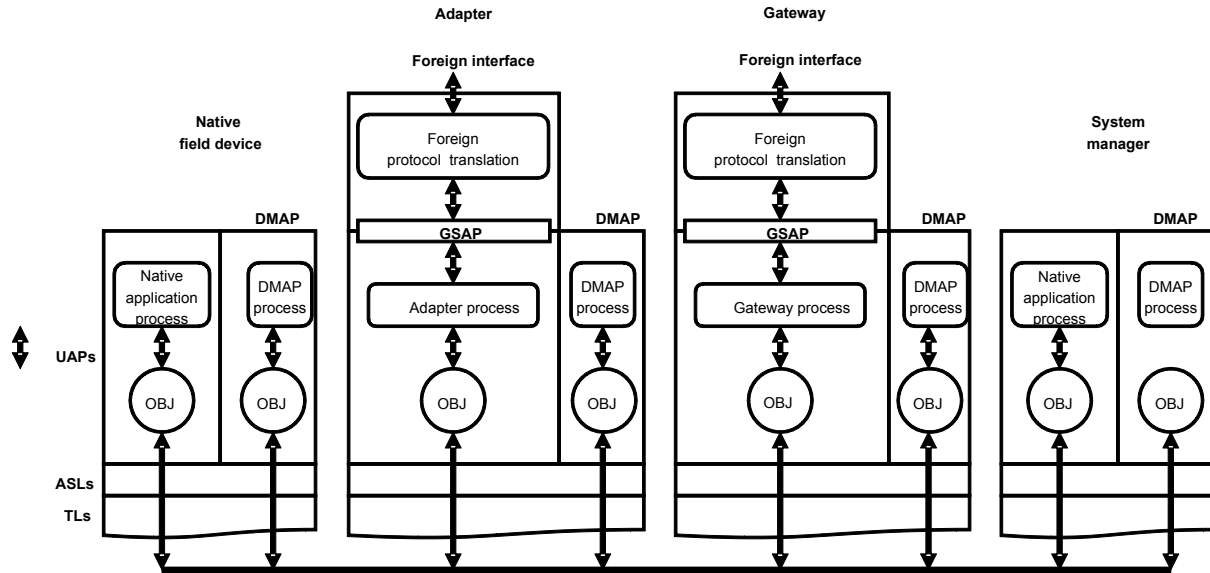 Adapter
Gateway
Foreign interface
Foreign interface
Native
field device
Foreign
protocol translation
Foreign
protocol translation
System
manager
DMAP
GSAP
DMAP
GSAP
DMAP
DMAP
Native
application
process
DMAP
process
Adapter process
DMAP
process
Gateway process
DMAP
process
Native
application
process
DMAP
process
UAPs
OBJ
OBJ
OBJ
OBJ
OBJ
OBJ
OBJ
OBJ
ASLs
TLs